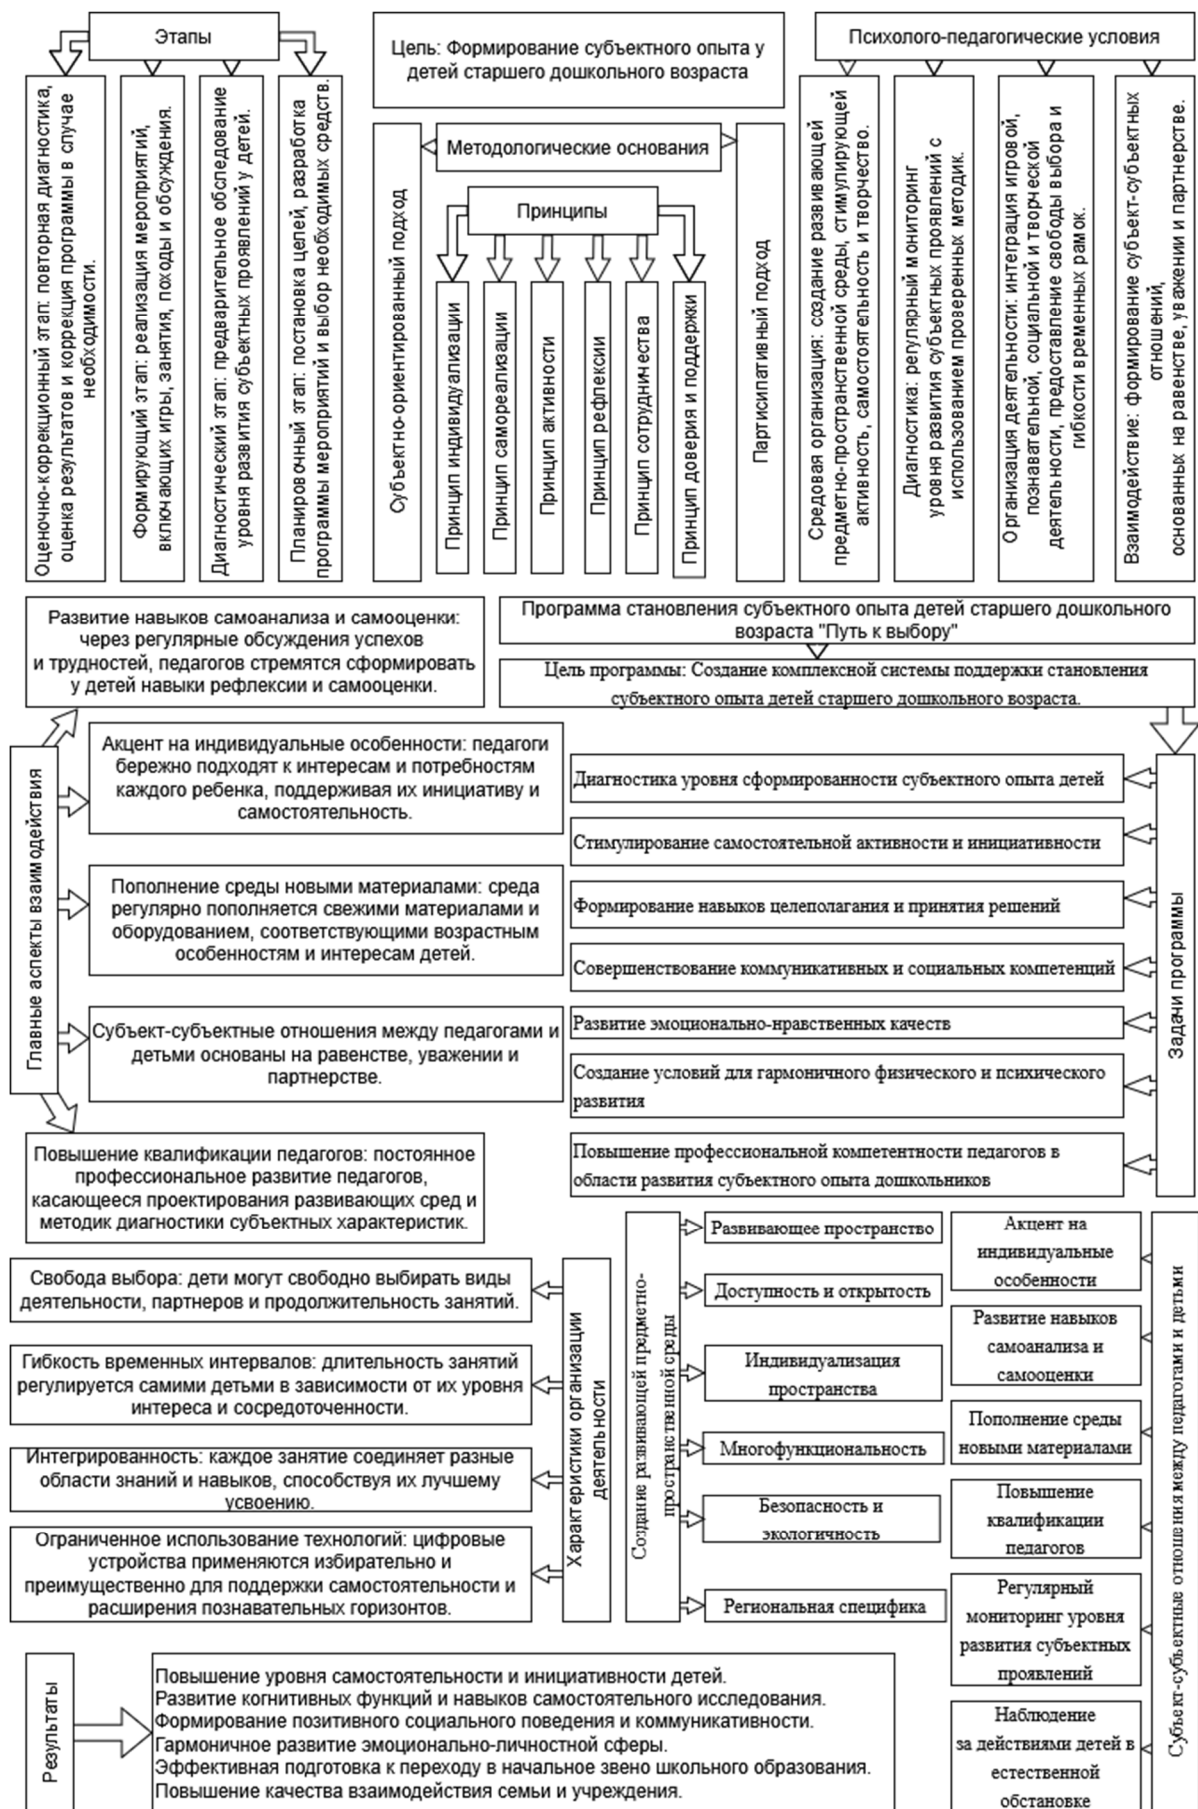 Этапы
Цель: Формирование субъектного опыта у
детей старшего дошкольного возраста
Психолого-педагогические условия
Оценочно-коррекционный этап: повторная диагностика,
оценка результатов и коррекция программы в случае
необходимости.
Формирующий этап: реализация мероприятий,
включающих игры, занятия, походы и обсуждения.
Диагностический этап: предварительное обследование
уровня развития субъектных проявлений у детей.
Планировочный этап: постановка целей, разработка
программы мероприятий и выбор необходимых средств.
Методологические основания
Субъектно-ориентированный подход
Принципы
Принцип индивидуализации
Принцип самореализации
Принцип активности
Принцип рефлексии
Принцип сотрудничества
Принцип доверия и поддержки
Партисипативный подход
Средовая организация: создание развивающей
предметно-пространственной среды, стимулирующей
активность, самостоятельность и творчество.
Диагностика: регулярный мониторинг
уровня развития субъектных проявлений с
использованием проверенных методик.
Организация деятельности: интеграция игровой,
познавательной, социальной и творческой
деятельности, предоставление свободы выбора и
гибкости временных рамок.
Взаимодействие: формирование субъект-субъектных
отношений,
основанных на равенстве, уважении и партнерстве.
Развитие навыков самоанализа и самооценки:
через регулярные обсуждения успехов
и трудностей, педагогов стремятся сформировать
у детей навыки рефлексии и самооценки.
Программа становления субъектного опыта детей старшего дошкольного
возраста "Путь к выбору"
Цель программы: Создание комплексной системы поддержки становления
субъектного опыта детей старшего дошкольного возраста.
Главные аспекты взаимодействия
Акцент на индивидуальные особенности: педагоги
бережно подходят к интересам и потребностям
каждого ребенка, поддерживая их инициативу и
самостоятельность.
Пополнение среды новыми материалами: среда
регулярно пополняется свежими материалами и
оборудованием, соответствующими возрастным
особенностям и интересам детей.
Субъект-субъектные отношения между педагогами и
детьми основаны на равенстве, уважении и
партнерстве.
Повышение квалификации педагогов: постоянное
профессиональное развитие педагогов,
касающееся проектирования развивающих сред и
методик диагностики субъектных характеристик.
Диагностика уровня сформированности субъектного опыта детей
Стимулирование самостоятельной активности и инициативности
Формирование навыков целеполагания и принятия решений
Совершенствование коммуникативных и социальных компетенций
Развитие эмоционально-нравственных качеств
Создание условий для гармоничного физического и психического
развития
Повышение профессиональной компетентности педагогов в
области развития субъектного опыта дошкольников
Задачи программы
Свобода выбора: дети могут свободно выбирать виды
деятельности, партнеров и продолжительность занятий.
Гибкость временных интервалов: длительность занятий
регулируется самими детьми в зависимости от их уровня
интереса и сосредоточенности.
Интегрированность: каждое занятие соединяет разные
области знаний и навыков, способствуя их лучшему
усвоению.
Ограниченное использование технологий: цифровые
устройства применяются избирательно и
преимущественно для поддержки самостоятельности и
расширения познавательных горизонтов.
Характеристики организации
деятельности
Создание развивающей предметно-
пространственной среды
Развивающее пространство
Доступность и открытость
Индивидуализация
пространства
Многофункциональность
Безопасность и
экологичность
Региональная специфика
Акцент на
индивидуальные
особенности
Развитие навыков
самоанализа и
самооценки
Пополнение среды
новыми материалами
Повышение
квалификации
педагогов
Регулярный
мониторинг уровня
развития субъектных
проявлений
Наблюдение
за действиями детей в
естественной
обстановке
Субъект-субъектные отношения между педагогами и детьми
Результаты
Повышение уровня самостоятельности и инициативности детей.
Развитие когнитивных функций и навыков самостоятельного исследования.
Формирование позитивного социального поведения и коммуникативности.
Гармоничное развитие эмоционально-личностной сферы.
Эффективная подготовка к переходу в начальное звено школьного образования.
Повышение качества взаимодействия семьи и учреждения.